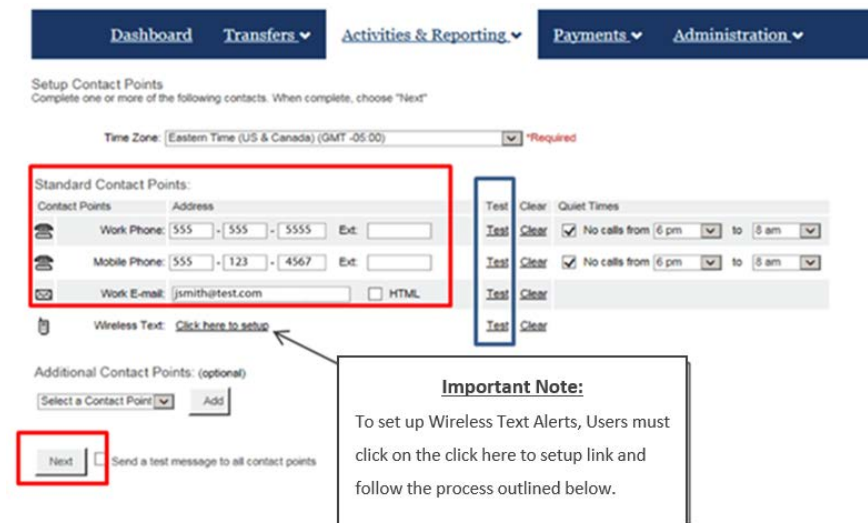 Dashboard Transfers Activities & Reporting Payments Administration
Setup Contact Points
Complete one or more of the following contacts. When complete, choose "Next"
Time Zone: Eastern Time (US & Canada) (GMT -05:00) *Required
Standard Contact Points:
Contact Points Address Test Clear Quiet Times
Work Phone: 555 - 555 - 5555 Ext: Test Clear No calls from 6 pm to 8 am
Mobile Phone: 555 - 123 - 4567 Ext: Test Clear No calls from 6 pm to 8 am
Work E-mail: jsmith@test.com HTML Test Clear
Wireless Text: Click here to setup Test Clear
Additional Contact Points: (optional)
Select a Contact Point Add
Next Send a test message to all contact points
Important Note:
To set up Wireless Text Alerts, Users must
click on the click here to setup link and
follow the process outlined below.